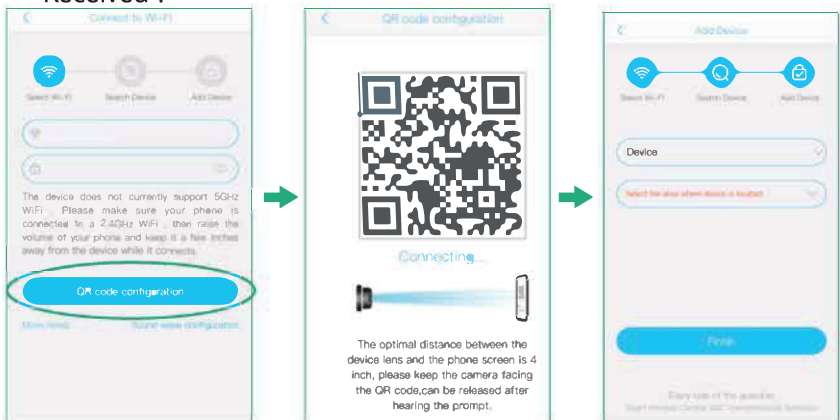 Received".
Connect to Wi-Fi
Select Wi-Fi Search Device Add Device
The device does not currently support 5GHz
WiFi . Please make sure your phone is
connected to a 2.4GHz WiFi , then raise the
volume of your phone and keep it a few inches
away from the device while it connects.
QR code configuration
Sound wave configuration
QR code configuration
Connecting...
The optimal distance between the
device lens and the phone screen is 4
inch, please keep the camera facing
the QR code,can be released after
hearing the prompt.
Add Device
Select Wi-Fi Search Device Add Device
Device
Select the area where device is located
Finish